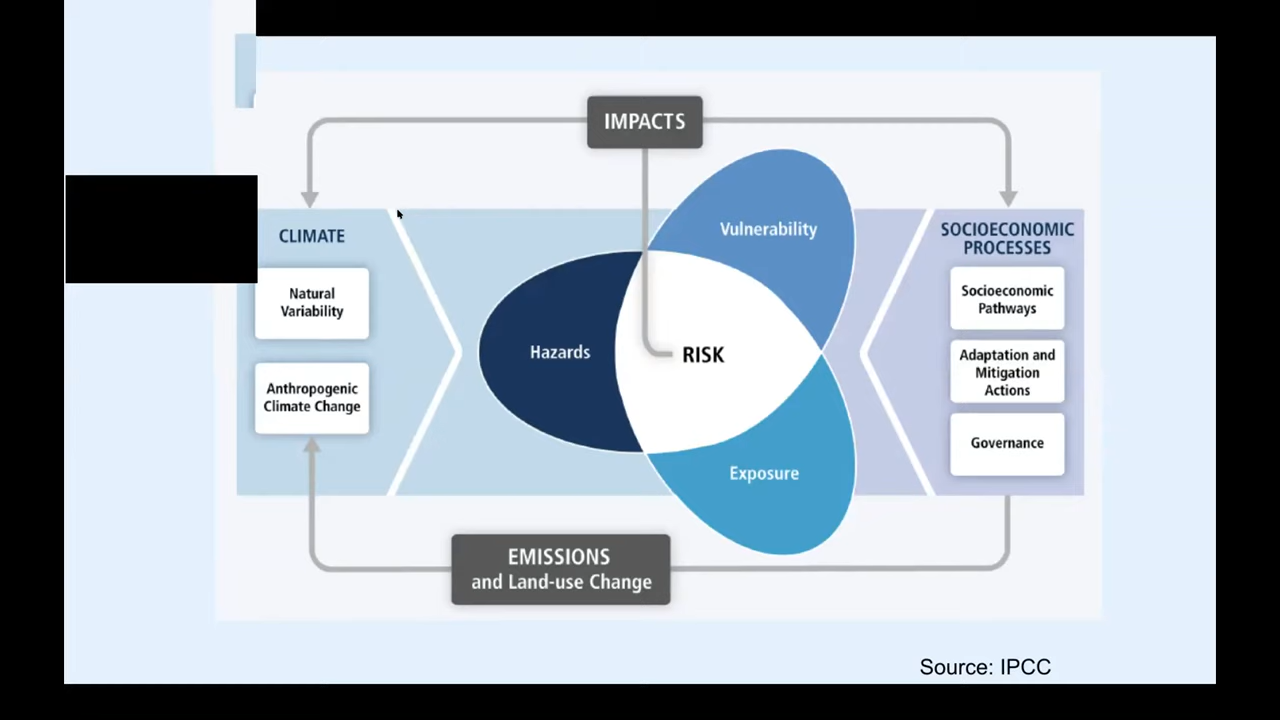 IMPACTS
CLIMATE
Natural
Variability
Anthropogenic
Climate Change
Vulnerability
Hazards
RISK
Exposure
SOCIOECONOMIC
PROCESSES
Socioeconomic
Pathways
Adaptation and
Mitigation
Actions
Governance
EMISSIONS
and Land-use Change
Source: IPCC